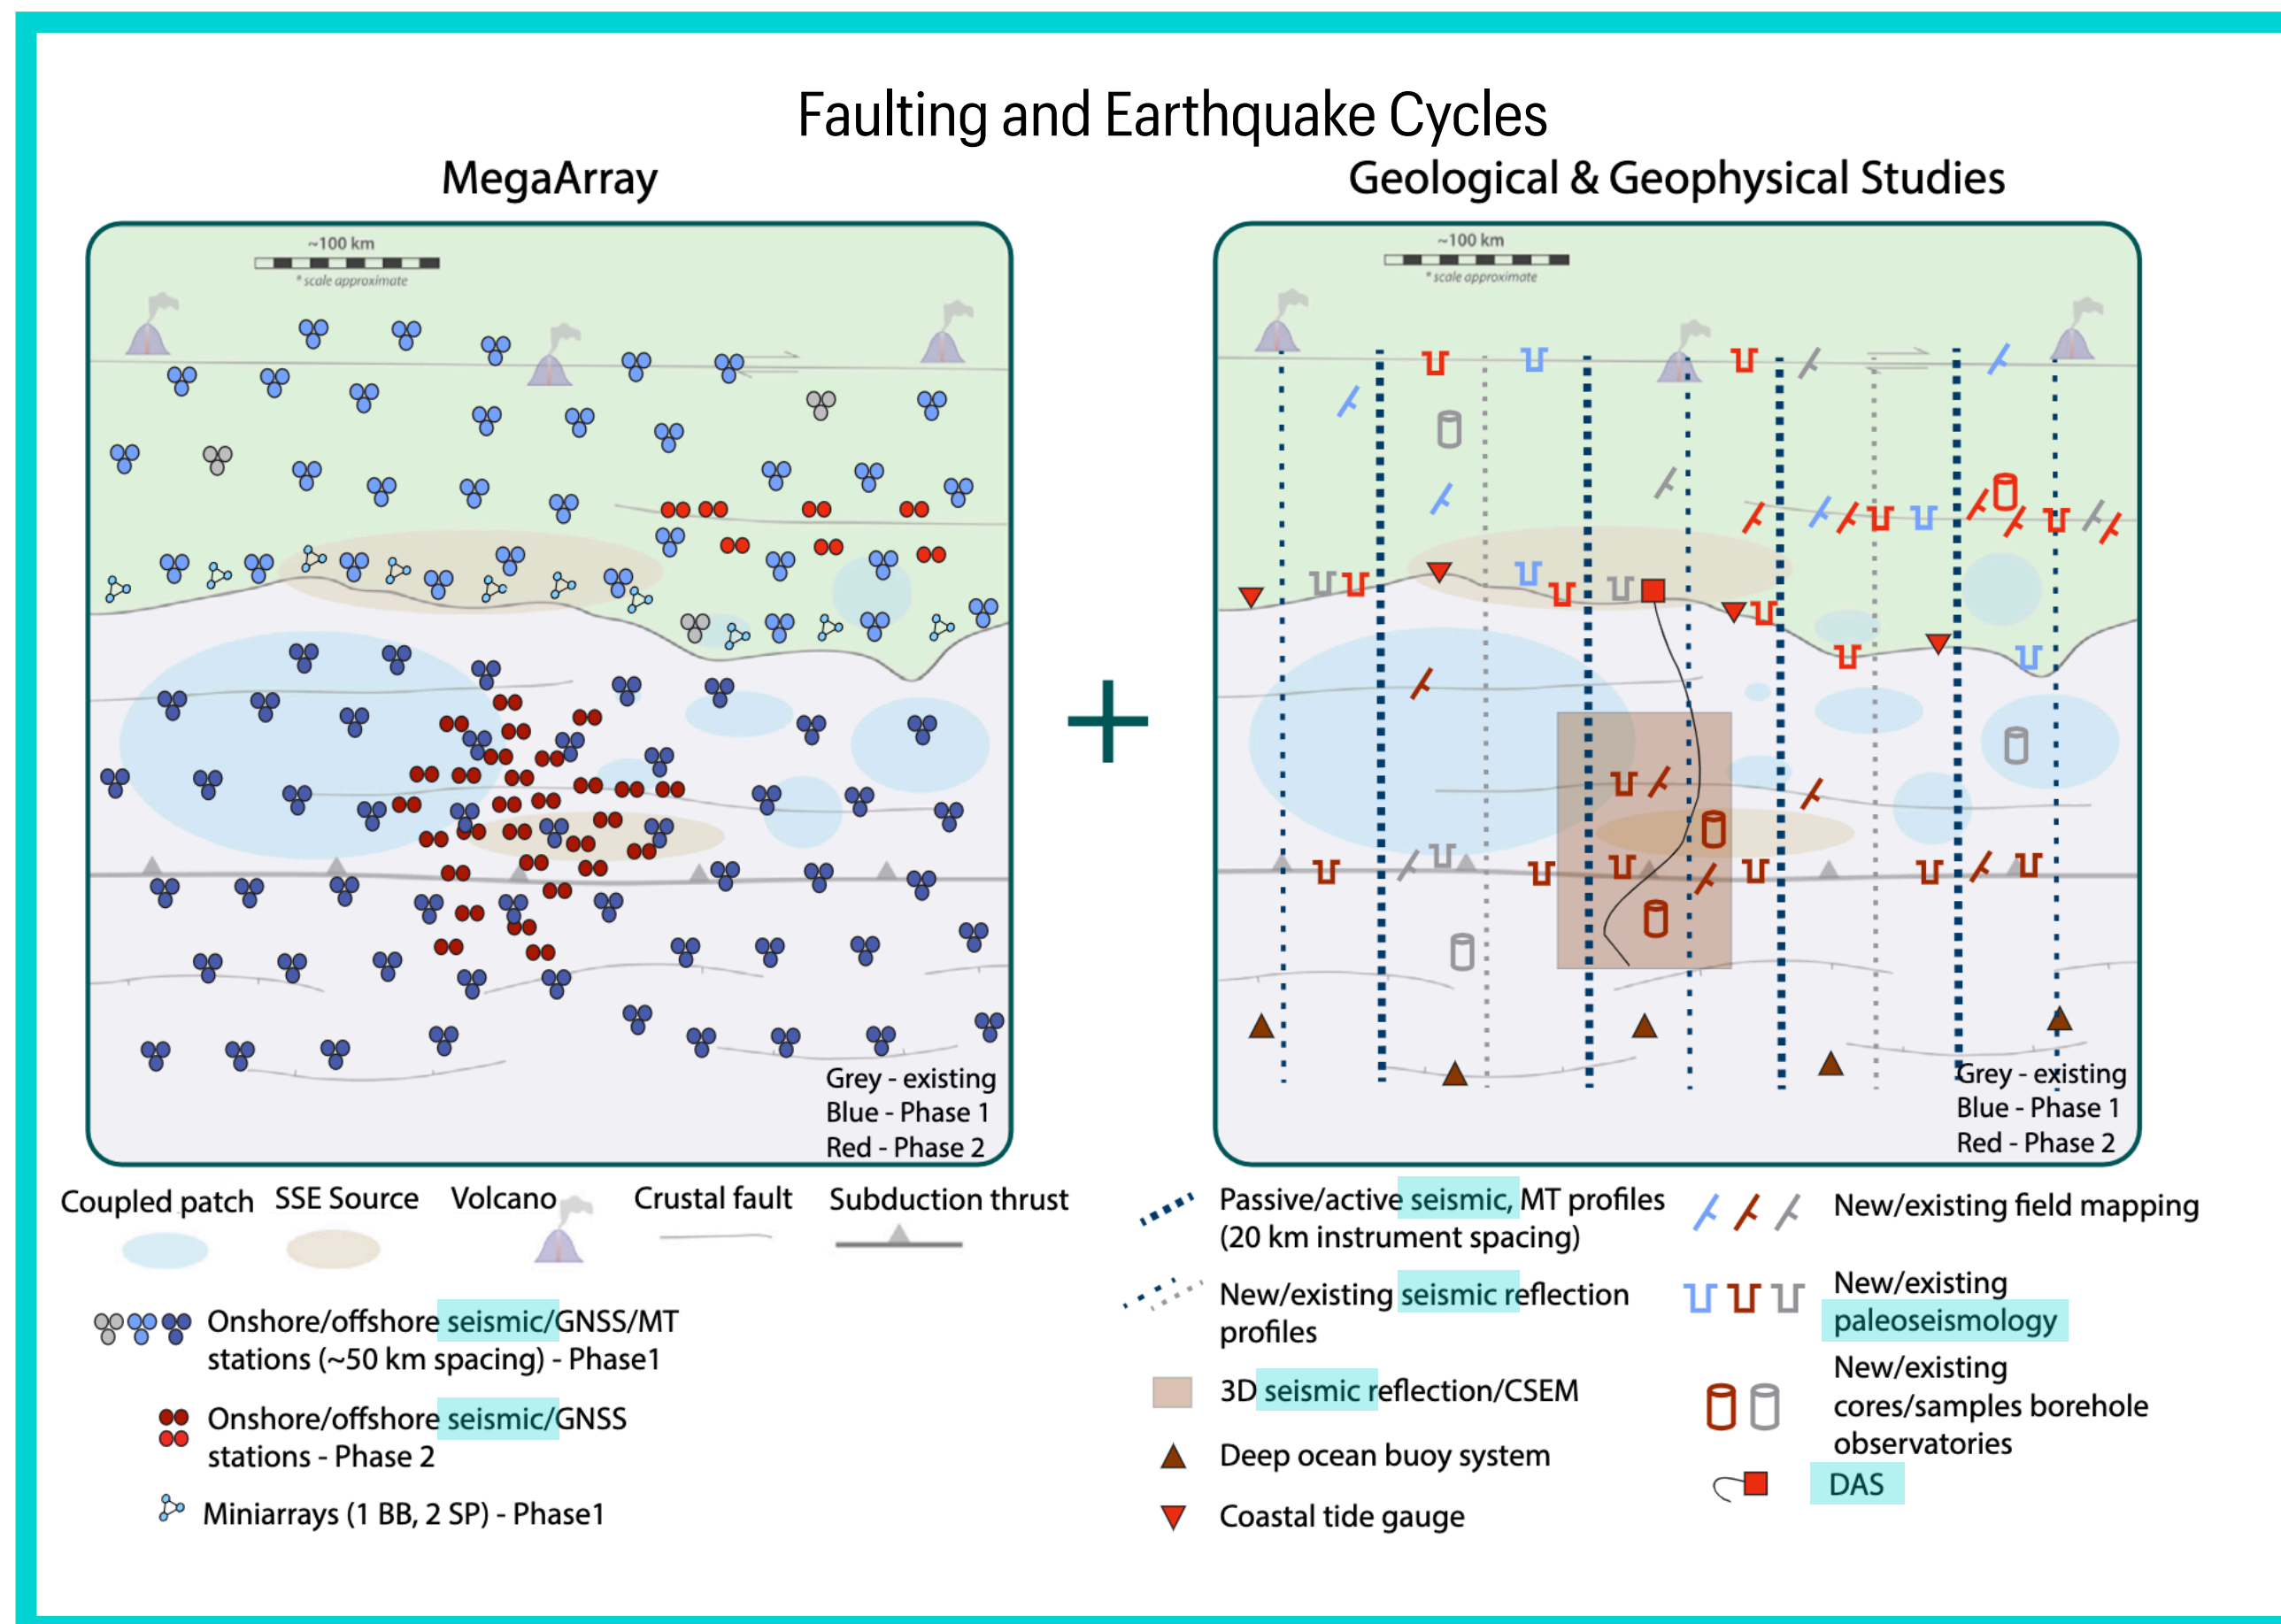 Faulting and Earthquake Cycles
MegaArray
~100 km
* scale approximate
Grey - existing
Blue - Phase 1
Red - Phase 2
Geological & Geophysical Studies
~100 km
* scale approximate
Grey - existing
Blue - Phase 1
Red - Phase 2
+
Coupled patch
SSE Source
Volcano
Crustal fault
Subduction thrust
Onshore/offshore seismic/GNSS/MT
stations (~50 km spacing) - Phase1
Onshore/offshore seismic/GNSS
stations - Phase 2
Miniarrays (1 BB, 2 SP) - Phase1
Passive/active seismic, MT profiles
(20 km instrument spacing)
New/existing seismic reflection
profiles
3D seismic reflection/CSEM
Deep ocean buoy system
Coastal tide gauge
New/existing field mapping
New/existing
paleoseismology
New/existing
cores/samples borehole
observatories
DAS